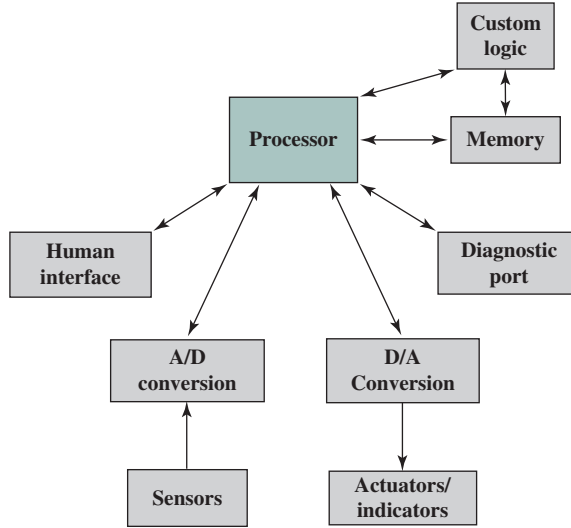 Custom
logic
Processor
Memory
Human
interface
Diagnostic
port
A/D
conversion
D/A
Conversion
Sensors
Actuators/
indicators